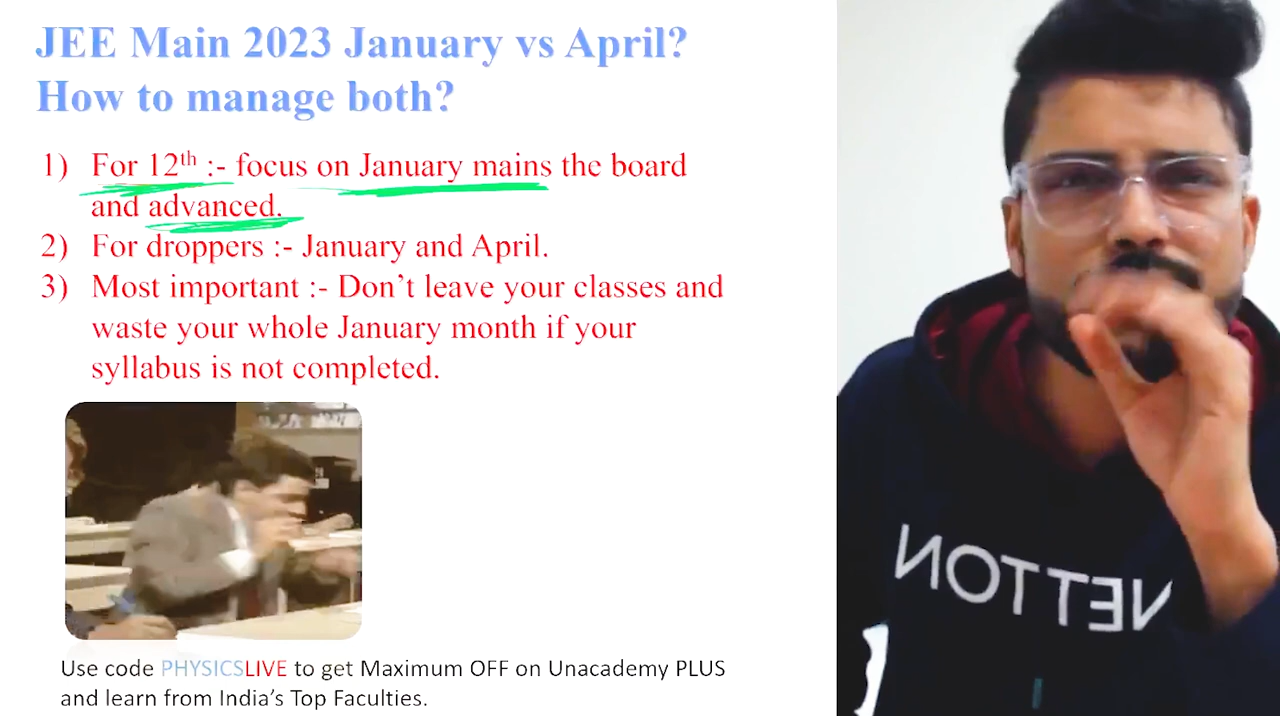 JEE Main 2023 January vs April?
How to manage both?
1) For 12th :- focus on January mains the board
and advanced.
2) For droppers :- January and April.
3) Most important :- Don’t leave your classes and
waste your whole January month if your
syllabus is not completed.
Use code PHYSICSLIVE to get Maximum OFF on Unacademy PLUS
and learn from India’s Top Faculties.
NETTON